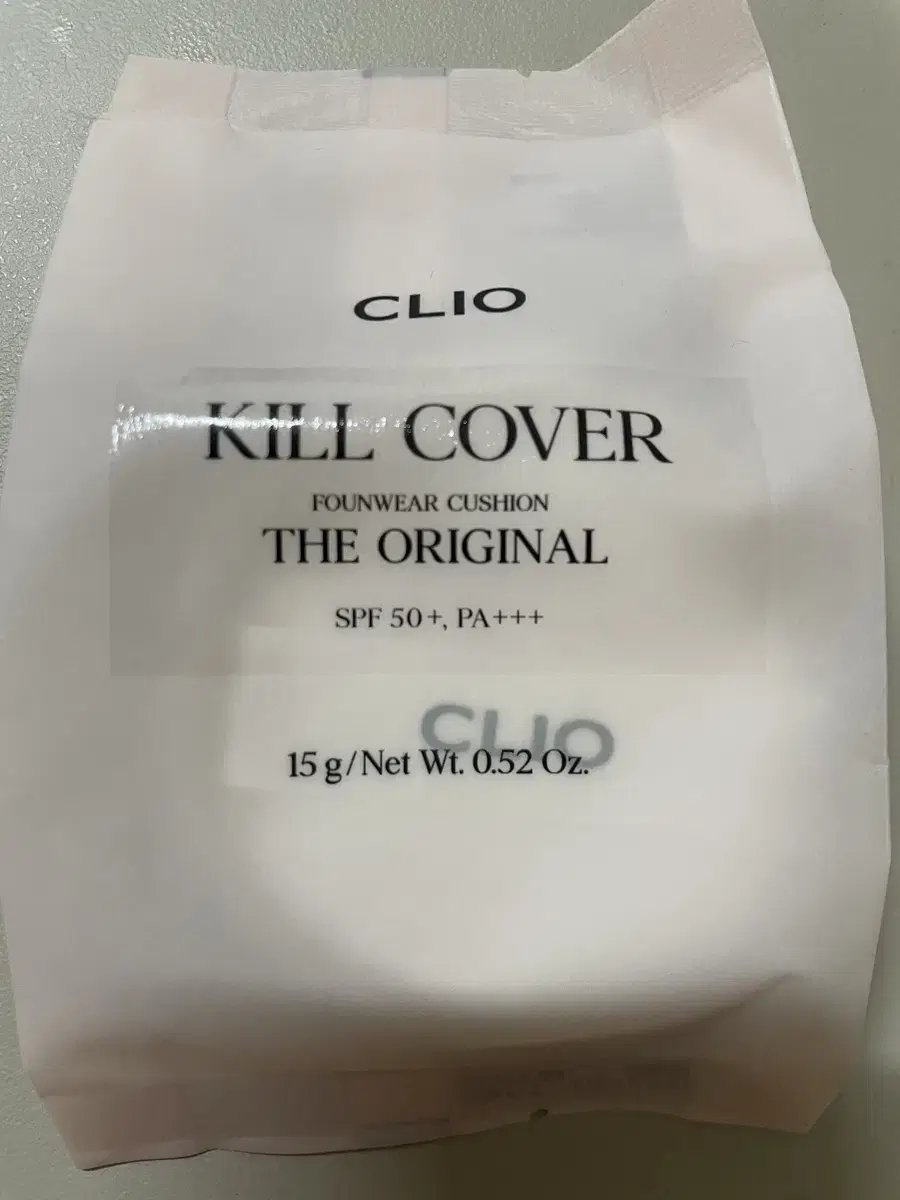 CLIO
KILL COVER
FOUNWEAR CUSHION
THE ORIGINAL
SPF 50+, PA+++
CLIO
15 g/Net Wt. 0.52 Oz.